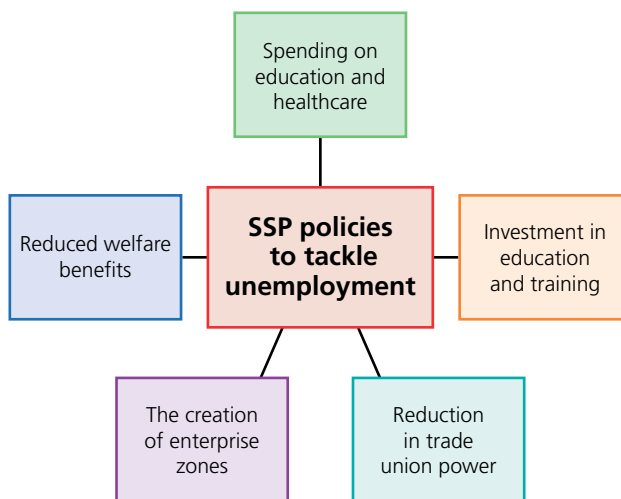 Spending on
education and
healthcare
Reduced welfare
benefits
SSP policies
to tackle
unemployment
Investment in
education
and training
The creation
of enterprise
zones
Reduction
in trade
union power